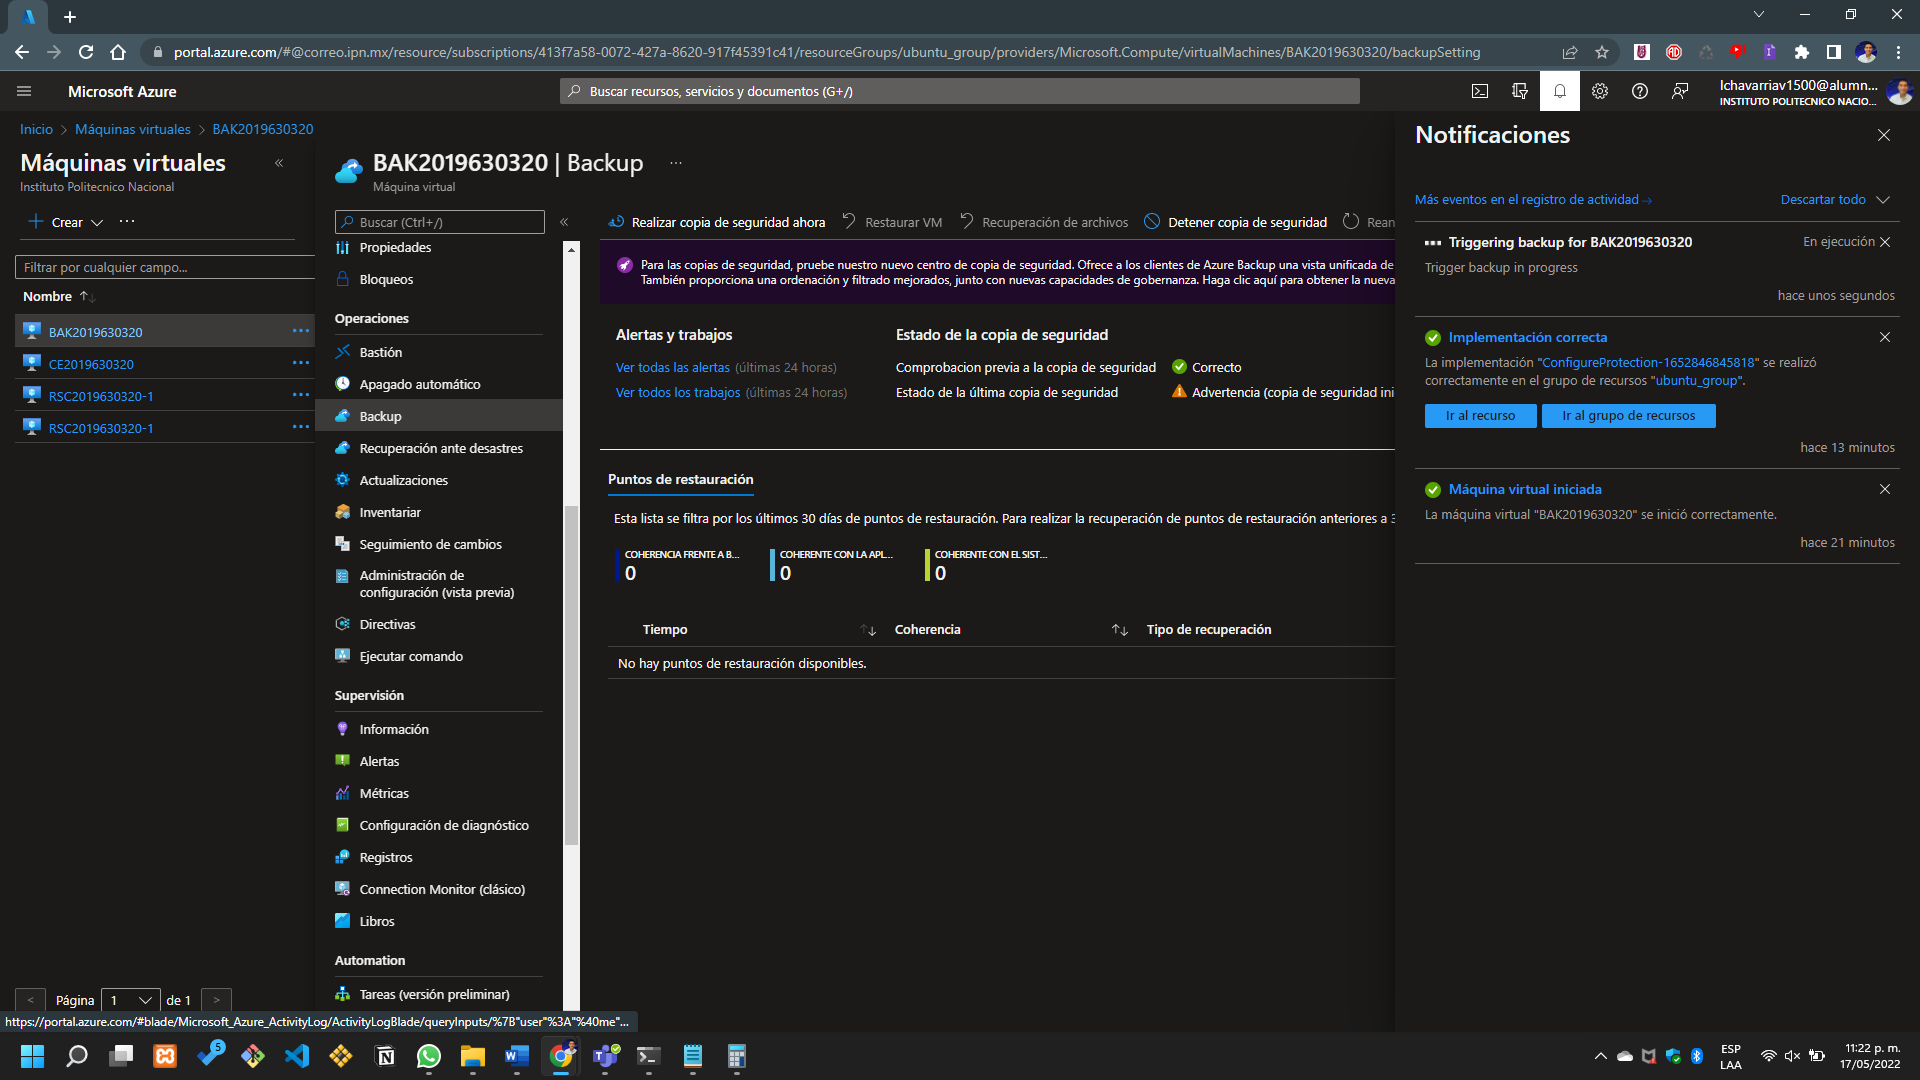 portal.azure.com/#@correo.ipn.mx/resource/subscriptions/413f7a58-0072-427a-8620-917f45391c41/resourceGroups/ubuntu_group/providers/Microsoft.Compute/virtualMachines/BAK2019630320/backupSetting
Microsoft Azure
Buscar recursos, servicios y documentos (G+/)
lchavarriav1500@alumn...
INSTITUTO POLITECNICO NACIO...
Inicio > Máquinas virtuales > BAK2019630320
Máquinas virtuales
Instituto Politecnico Nacional
Crear
Filtrar por cualquier campo...
Nombre
BAK2019630320
CE2019630320
RSC2019630320-1
RSC2019630320-1
< Página 1 de 1 >
BAK2019630320 | Backup
Máquina virtual
Buscar (Ctrl+/)
Propiedades
Bloqueos
Operaciones
Bastión
Apagado automático
Backup
Recuperación ante desastres
Actualizaciones
Inventariar
Seguimiento de cambios
Administración de
configuración (vista previa)
Directivas
Ejecutar comando
Supervisión
Información
Alertas
Métricas
Configuración de diagnóstico
Registros
Connection Monitor (clásico)
Libros
Automation
Tareas (versión preliminar)
Realizar copia de seguridad ahora Restaurar VM Recuperación de archivos Detener copia de seguridad Rean
Para las copias de seguridad, pruebe nuestro nuevo centro de copia de seguridad. Ofrece a los clientes de Azure Backup una vista unificada de
También proporciona una ordenación y filtrado mejorados, junto con nuevas capacidades de gobernanza. Haga clic aquí para obtener la nueva
Alertas y trabajos
Ver todas las alertas (últimas 24 horas)
Ver todos los trabajos (últimas 24 horas)
Estado de la copia de seguridad
Comprobacion previa a la copia de seguridad Correcto
Estado de la última copia de seguridad Advertencia (copia de seguridad ini
Puntos de restauración
Esta lista se filtra por los últimos 30 días de puntos de restauración. Para realizar la recuperación de puntos de restauración anteriores a 3
COHERENCIA FRENTE A B...
0
COHERENTE CON LA APL...
0
COHERENTE CON EL SIST...
0
Tiempo Coherencia Tipo de recuperación
No hay puntos de restauración disponibles.
Notificaciones
Más eventos en el registro de actividad → Descartar todo
Triggering backup for BAK2019630320 En ejecución
Trigger backup in progress
hace unos segundos
Implementación correcta
La implementación "ConfigureProtection-1652846845818" se realizó
correctamente en el grupo de recursos "ubuntu_group".
Ir al recurso Ir al grupo de recursos
hace 13 minutos
Máquina virtual iniciada
La máquina virtual "BAK2019630320" se inició correctamente.
hace 21 minutos
https://portal.azure.com/#blade/Microsoft_Azure_ActivityLog/ActivityLogBlade/queryInputs/%7B"user"%3A"%40me"...
5
ESP
LAA
11:22 p. m.
17/05/2022